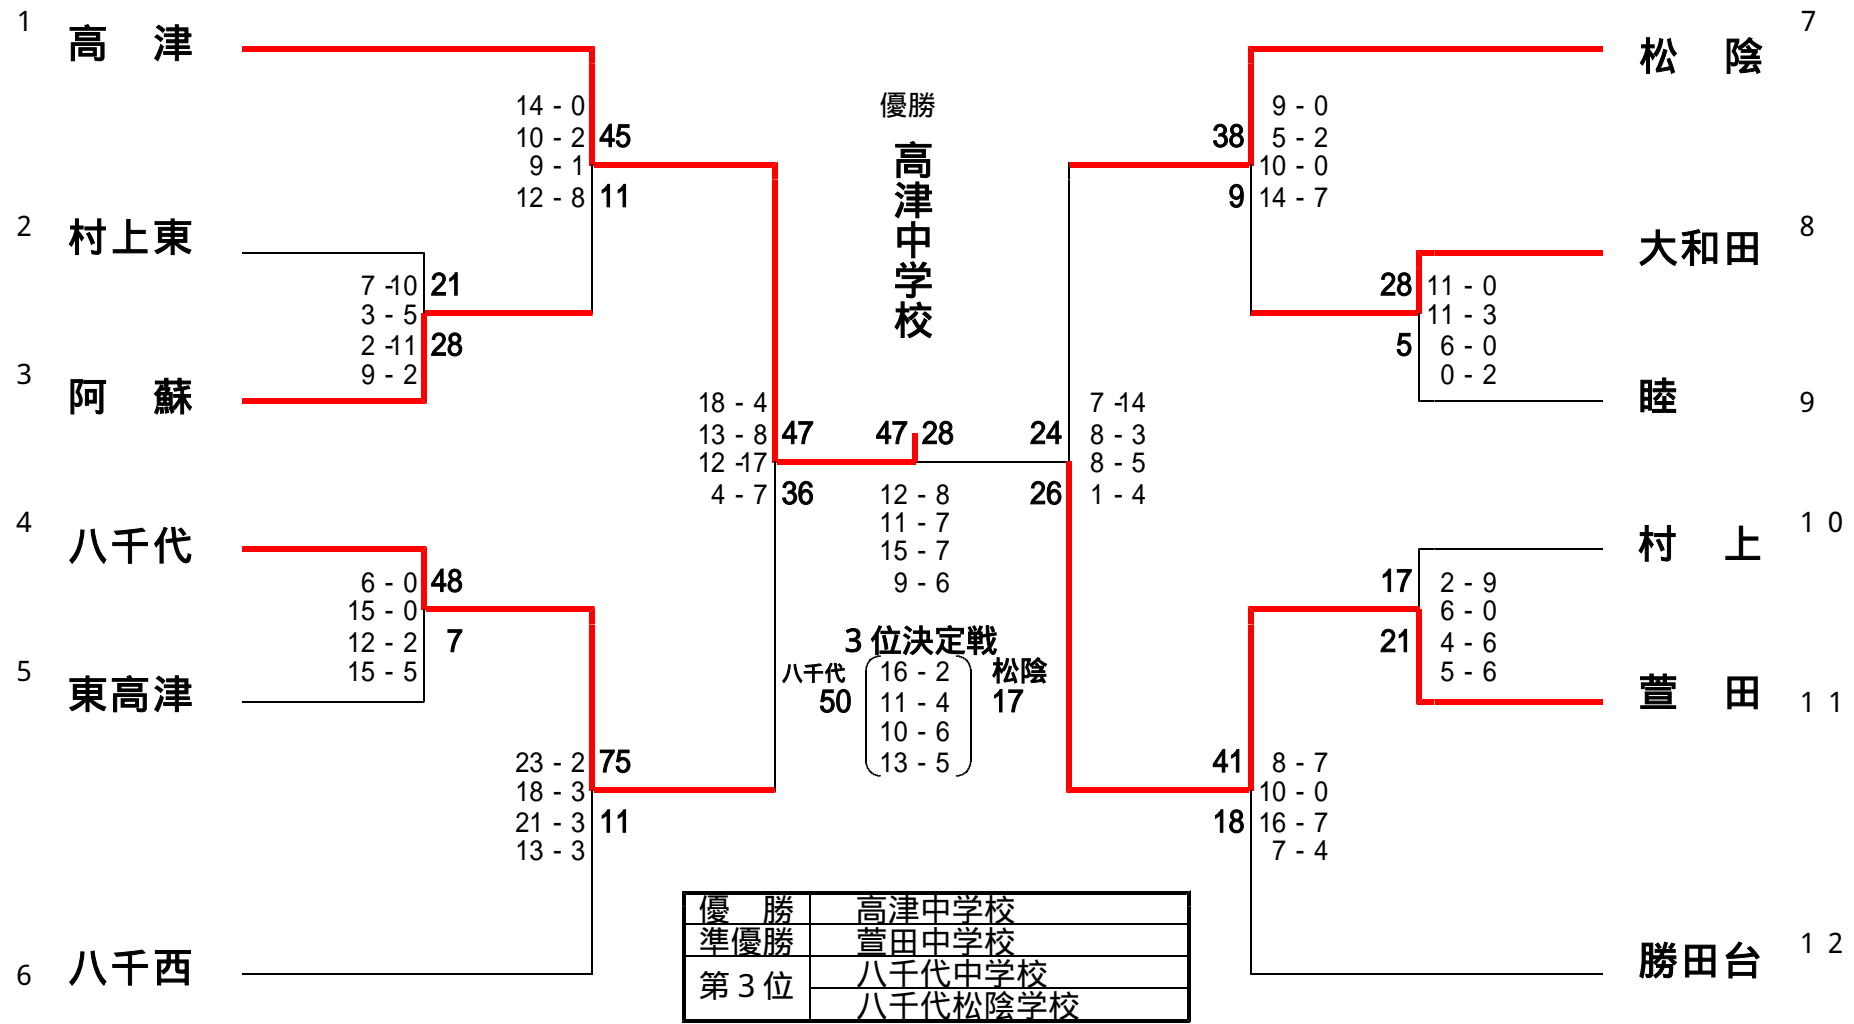 1
高　津
14 - 0
10 - 2
9 - 1
12 - 8
45
11
2
村上東
7 -10
3 - 5
2 -11
9 - 2
21
28
3
阿　蘇
18 - 4
13 - 8
12 -17
4 - 7
47
36
4
八千代
6 - 0
15 - 0
12 - 2
15 - 5
48
7
5
東高津
23 - 2
18 - 3
21 - 3
13 - 3
75
11
6
八千西
優勝
高津中学校
47 28
12 - 8
11 - 7
15 - 7
9 - 6
3 位決定戦
八千代
50
16 - 2
11 - 4
10 - 6
13 - 5
松陰
17
7
松　陰
38
9
9 - 0
5 - 2
10 - 0
14 - 7
8
大和田
28
5
11 - 0
11 - 3
6 - 0
0 - 2
9
睦
24
26
7 -14
8 - 3
8 - 5
1 - 4
1 0
村　上
17
21
2 - 9
6 - 0
4 - 6
5 - 6
1 1
萱　田
41
18
8 - 7
10 - 0
16 - 7
7 - 4
1 2
勝田台
優　勝 高津中学校
準優勝 萱田中学校
第 3 位 八千代中学校
八千代松陰学校